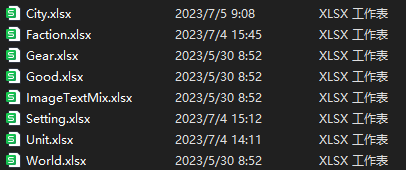 City.xlsx 2023/7/5 9:08 XLSX 工作表
Faction.xlsx 2023/7/4 15:45 XLSX 工作表
Gear.xlsx 2023/5/30 8:52 XLSX 工作表
Good.xlsx 2023/5/30 8:52 XLSX 工作表
ImageTextMix.xlsx 2023/5/30 8:52 XLSX 工作表
Setting.xlsx 2023/7/4 15:12 XLSX 工作表
Unit.xlsx 2023/7/4 14:11 XLSX 工作表
World.xlsx 2023/5/30 8:52 XLSX 工作表